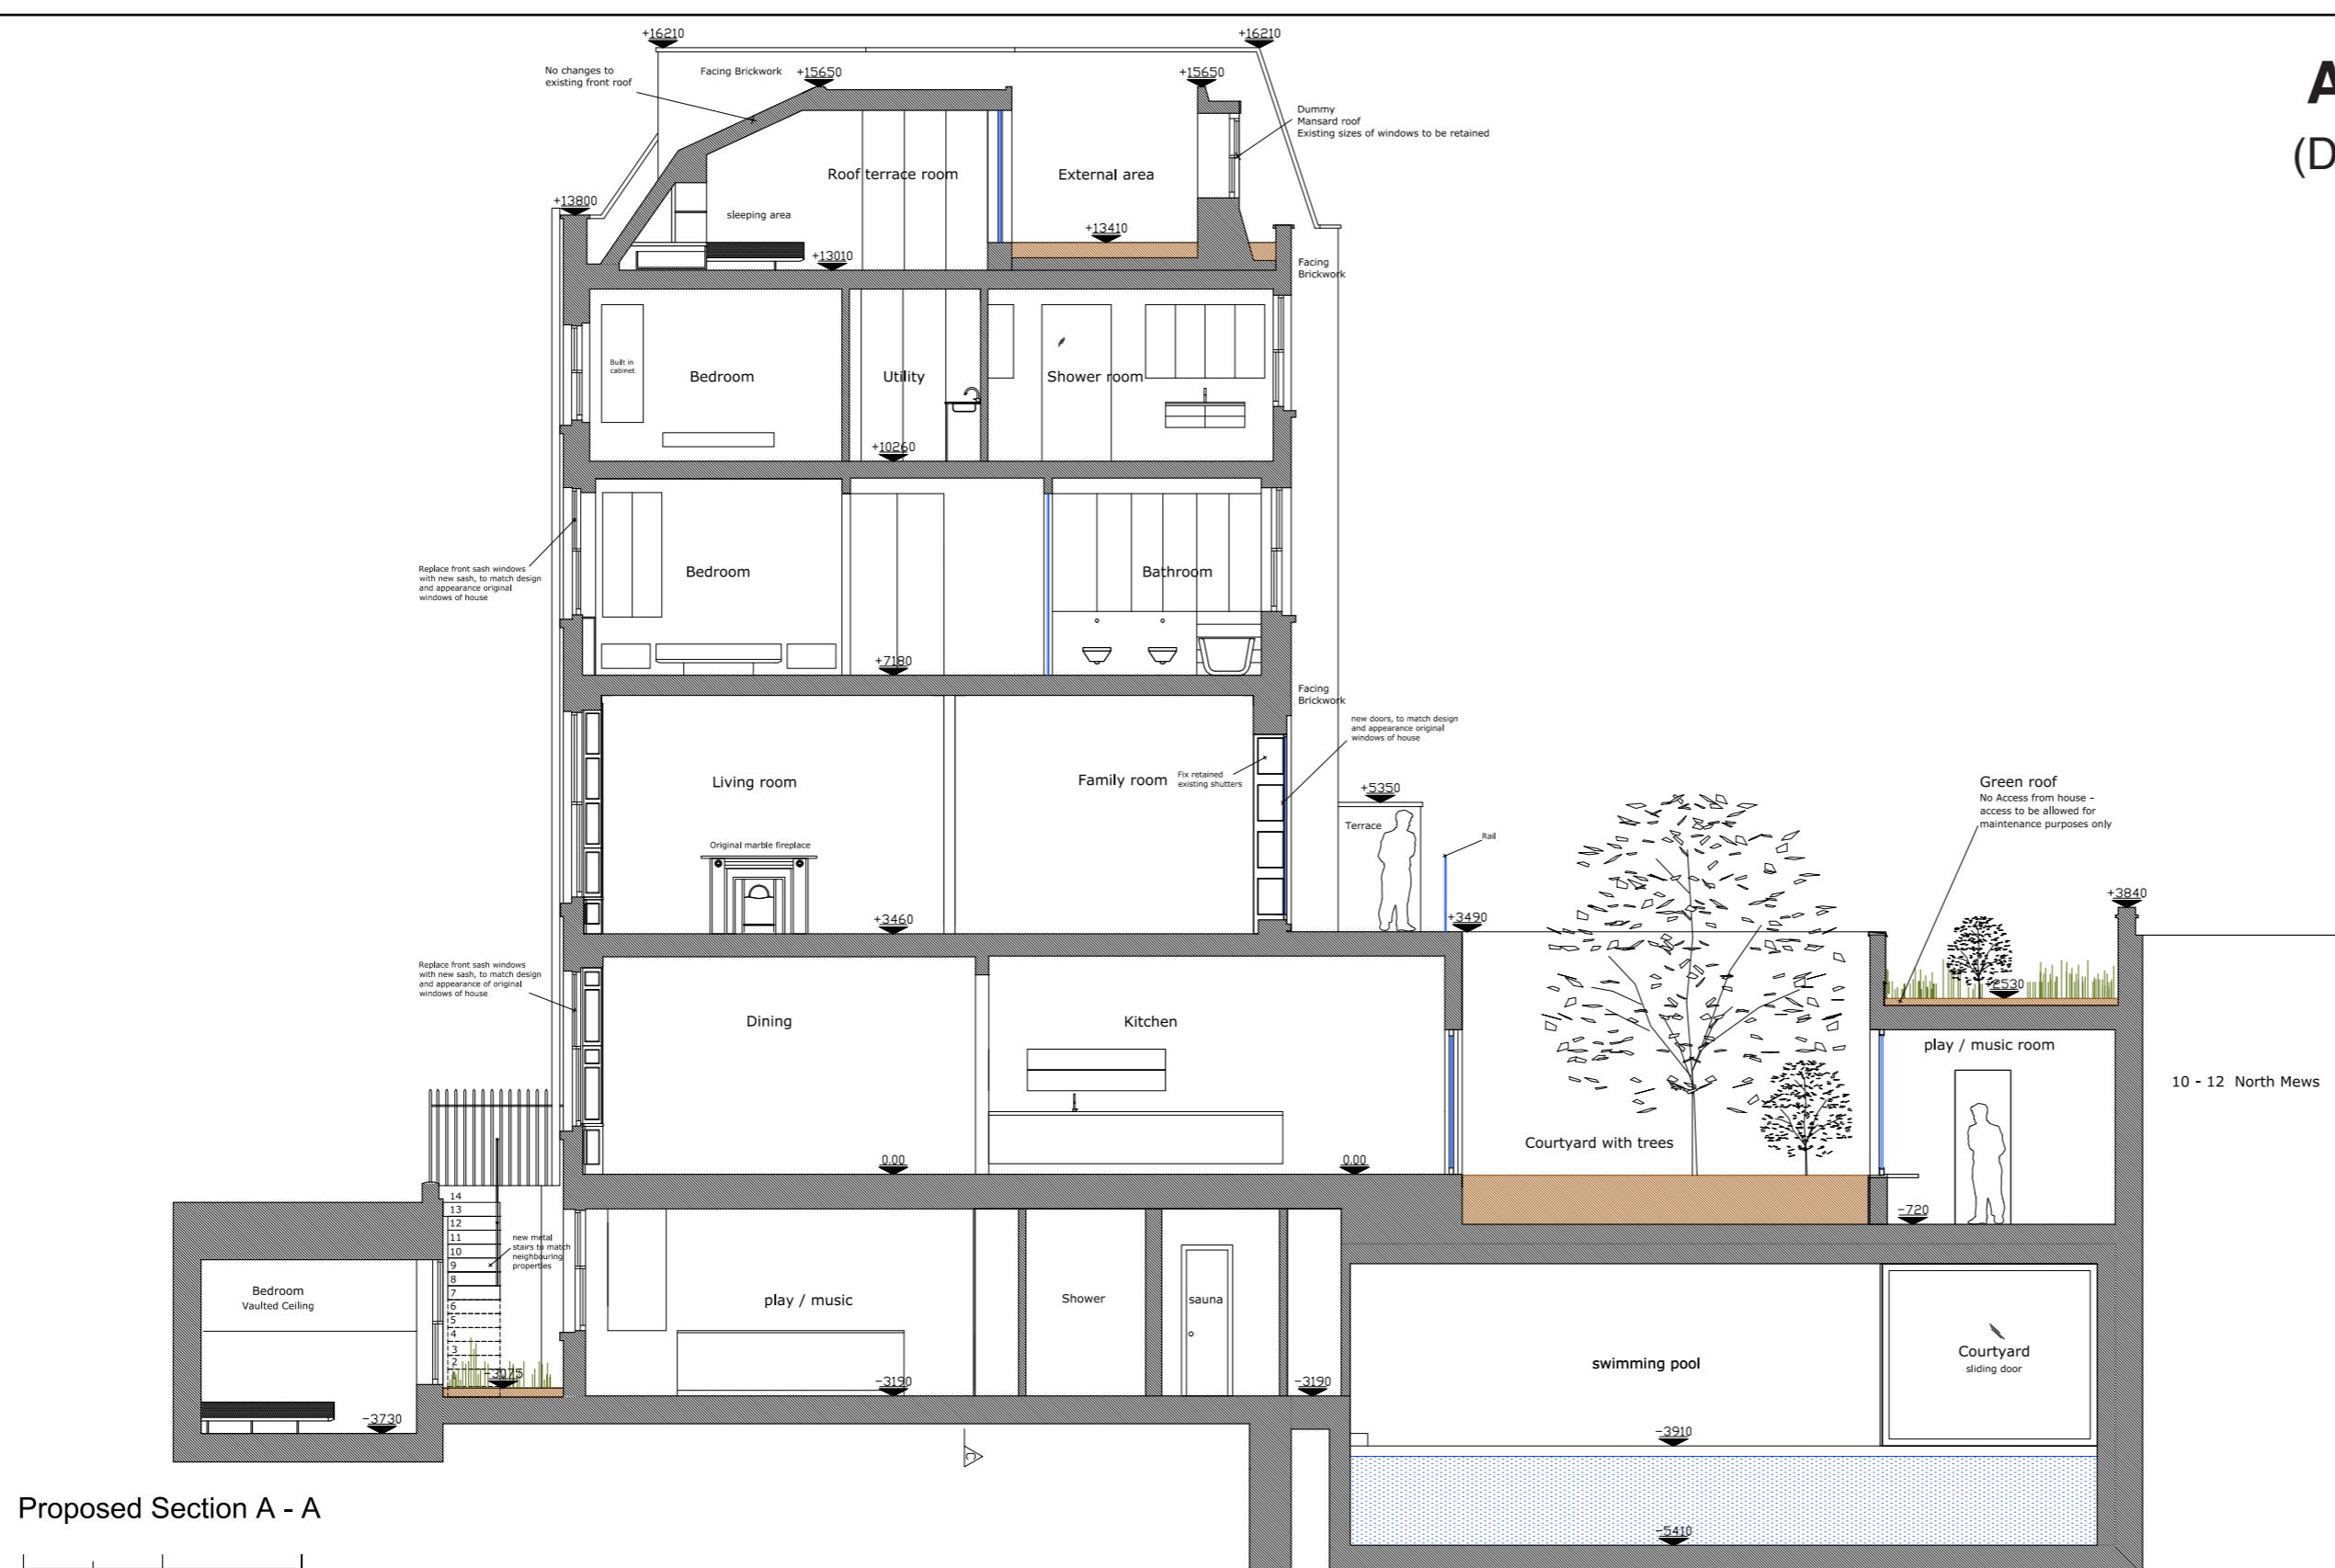 +16210
+16210
A
(D
No changes to
existing front roof
Facing Brickwork
+15650
+15650
Dummy
Mansard roof
Existing sizes of windows to be retained
+13800
Roof terrace room
External area
sleeping area
+13410
+13010
Facing
Brickwork
Built in
cabinet
Bedroom
Utility
Shower room
+10260
Replace front sash windows
with new sash, to match design
and appearance original
windows of house
Bedroom
Bathroom
+7180
Facing
Brickwork
new doors, to match design
and appearance original
windows of house
Living room
Family room
Fix retained
existing shutters
+5350
Terrace
Rail
Green roof
No Access from house -
access to be allowed for
maintenance purposes only
Original marble fireplace
+3460
+3490
+3840
Replace front sash windows
with new sash, to match design
and appearance of original
windows of house
+2530
Dining
Kitchen
play / music room
10 - 12 North Mews
Courtyard with trees
0.00
0.00
-720
14
13
12
11
10
9
8
7
6
5
4
3
2
new metal
stairs to match
neighbouring
properties
Bedroom
Vaulted Ceiling
play / music
Shower
sauna
swimming pool
Courtyard
sliding door
-3075
-3190
-3190
-3730
-3910
C
-5410
Proposed Section A - A